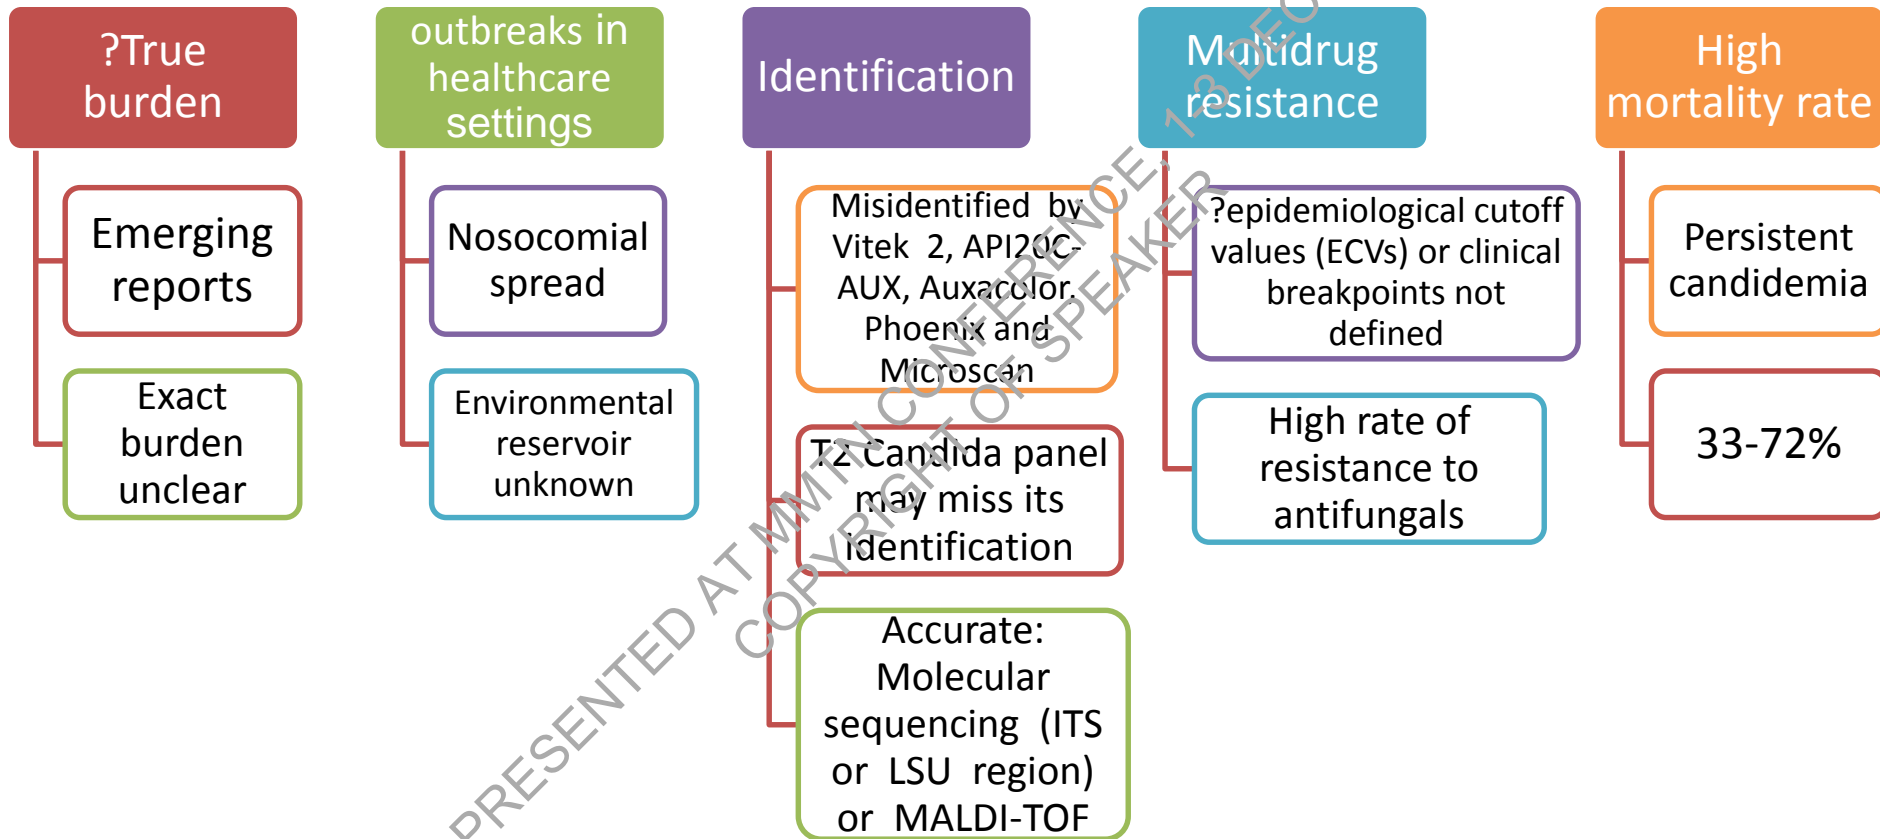 ?True
burden
Emerging
reports
Exact
burden
unclear
outbreaks in
healthcare
settings
Nosocomial
spread
Environmental
reservoir
unknown
Identification
Misidentified by
Vitek 2, API20C-
AUX, Auxacolor,
Phoenix and
Microscan
T2 Candida panel
may miss its
identification
Accurate:
Molecular
sequencing (ITS
or LSU region)
or MALDI-TOF
Multidrug
resistance
?epidemiological cutoff
values (ECVs) or clinical
breakpoints not
defined
High rate of
resistance to
antifungals
High
mortality rate
Persistent
candidemia
33-72%
PRESENTED AT MMTN CONFERENCE, 1-3 DEC
COPYRIGHT OF SPEAKER